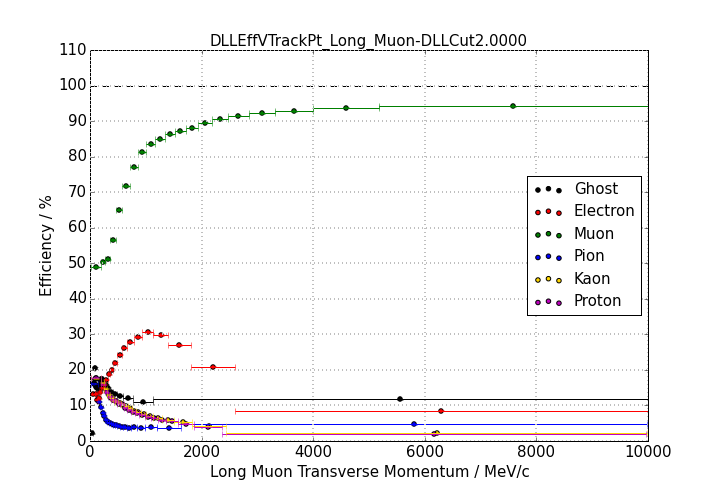 DLLEffVTrackPt_Long_Muon-DLLCut2.0000
110
100
90
80
70
60
50
40
30
20
10
0
Efficiency / %
Ghost
Electron
Muon
Pion
Kaon
Proton
0 2000 4000 6000 8000 10000
Long Muon Transverse Momentum / MeV/c